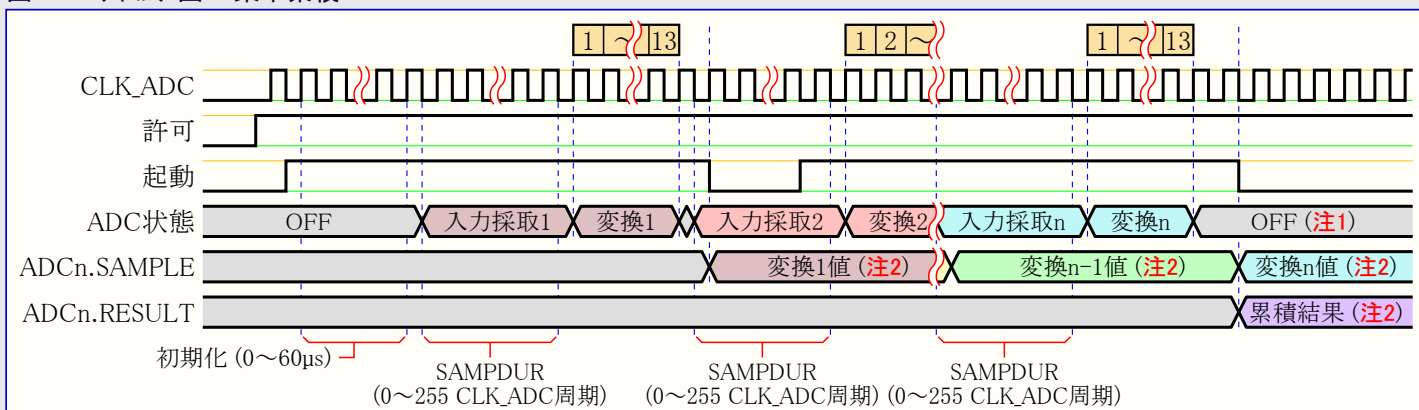 1 ~ 13 1 2 ~ 1 ~ 13
CLK_ADC
許可
起動
ADC状態 OFF 入力採取1 変換1 入力採取2 変換2 入力採取n 変換n OFF (注1)
ADCn.SAMPLE 変換1値 (注2) 変換n-1値 (注2) 変換n値 (注2)
ADCn.RESULT 累積結果 (注2)
初期化 (0～60μs)
SAMPDUR SAMPDUR SAMPDUR
(0～255 CLK_ADC周期) (0～255 CLK_ADC周期) (0～255 CLK_ADC周期)